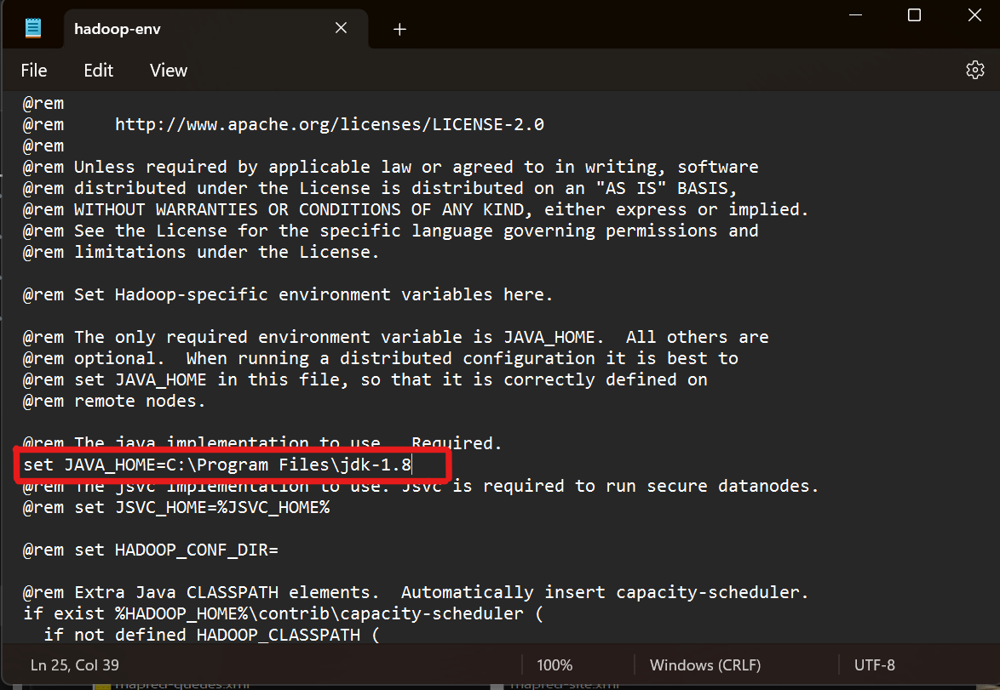 hadoop-env
File Edit View
@rem
@rem     http://www.apache.org/licenses/LICENSE-2.0
@rem
@rem Unless required by applicable law or agreed to in writing, software
@rem distributed under the License is distributed on an "AS IS" BASIS,
@rem WITHOUT WARRANTIES OR CONDITIONS OF ANY KIND, either express or implied.
@rem See the License for the specific language governing permissions and
@rem limitations under the License.
@rem Set Hadoop-specific environment variables here.
@rem The only required environment variable is JAVA_HOME.  All others are
@rem optional.  When running a distributed configuration it is best to
@rem set JAVA_HOME in this file, so that it is correctly defined on
@rem remote nodes.
@rem The java implementation to use.  Required.
set JAVA_HOME=C:\Program Files\jdk-1.8
@rem The jsvc implementation to use. Jsvc is required to run secure datanodes.
@rem set JSVC_HOME=%JSVC_HOME%
@rem set HADOOP_CONF_DIR=
@rem Extra Java CLASSPATH elements.  Automatically insert capacity-scheduler.
if exist %HADOOP_HOME%\contrib\capacity-scheduler (
  if not defined HADOOP_CLASSPATH (
Ln 25, Col 39 100% Windows (CRLF) UTF-8
mapred-queues.xml mapred-site.xml